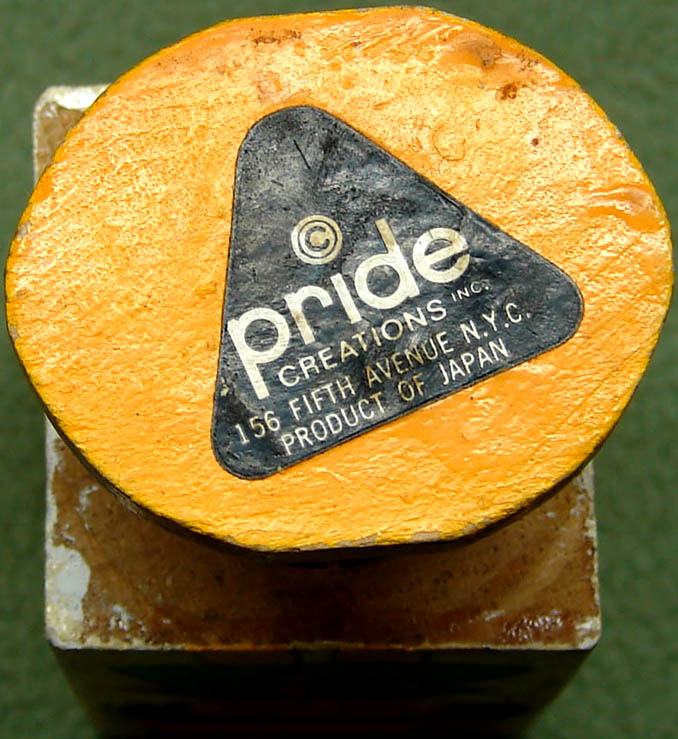 ©
pride
CREATIONS INC.
156 FIFTH AVENUE N.Y.C.
PRODUCT OF JAPAN